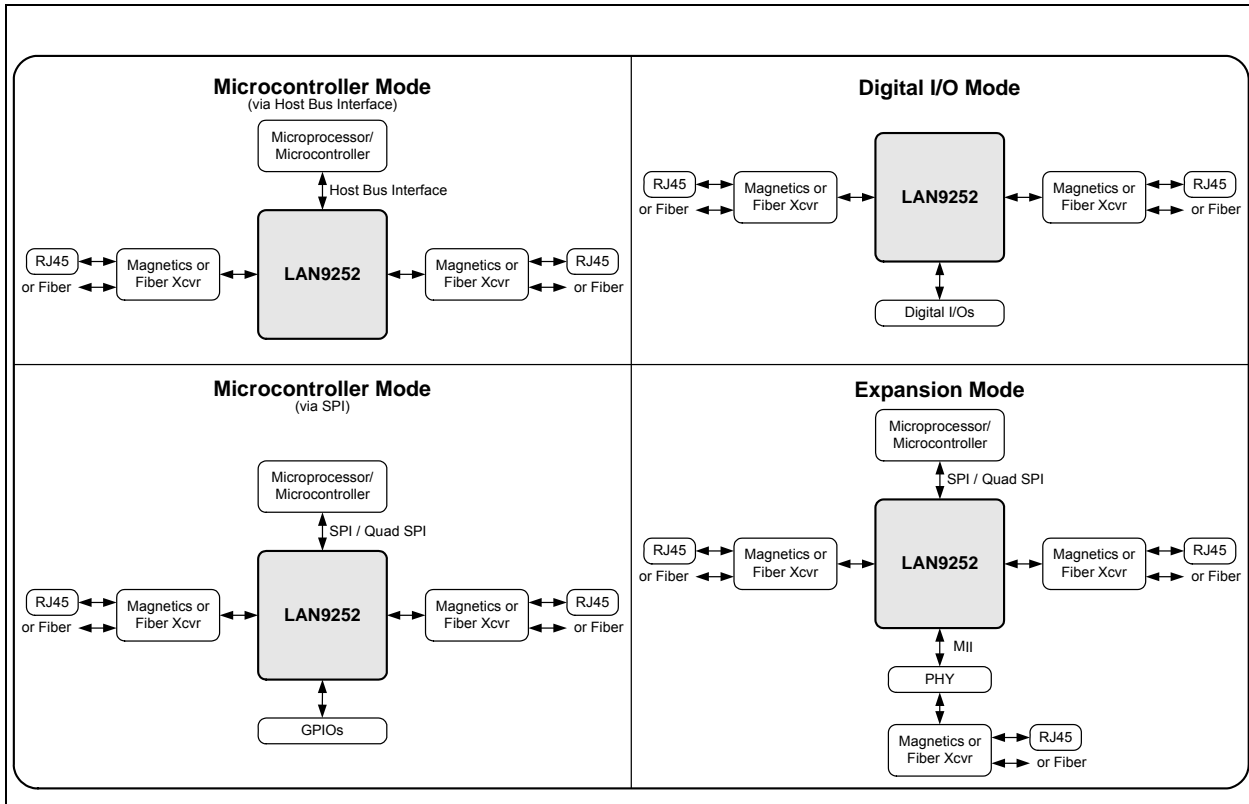 Microcontroller Mode
(via Host Bus Interface)
Microprocessor/
Microcontroller
Host Bus Interface
RJ45
or Fiber
Magnetics or
Fiber Xcvr
LAN9252
Magnetics or
Fiber Xcvr
RJ45
or Fiber
Digital I/O Mode
RJ45
or Fiber
Magnetics or
Fiber Xcvr
LAN9252
Magnetics or
Fiber Xcvr
RJ45
or Fiber
Digital I/Os
Microcontroller Mode
(via SPI)
Microprocessor/
Microcontroller
SPI / Quad SPI
RJ45
or Fiber
Magnetics or
Fiber Xcvr
LAN9252
Magnetics or
Fiber Xcvr
RJ45
or Fiber
GPIOs
Expansion Mode
Microprocessor/
Microcontroller
SPI / Quad SPI
RJ45
or Fiber
Magnetics or
Fiber Xcvr
LAN9252
Magnetics or
Fiber Xcvr
RJ45
or Fiber
MII
PHY
Magnetics or
Fiber Xcvr
RJ45
or Fiber